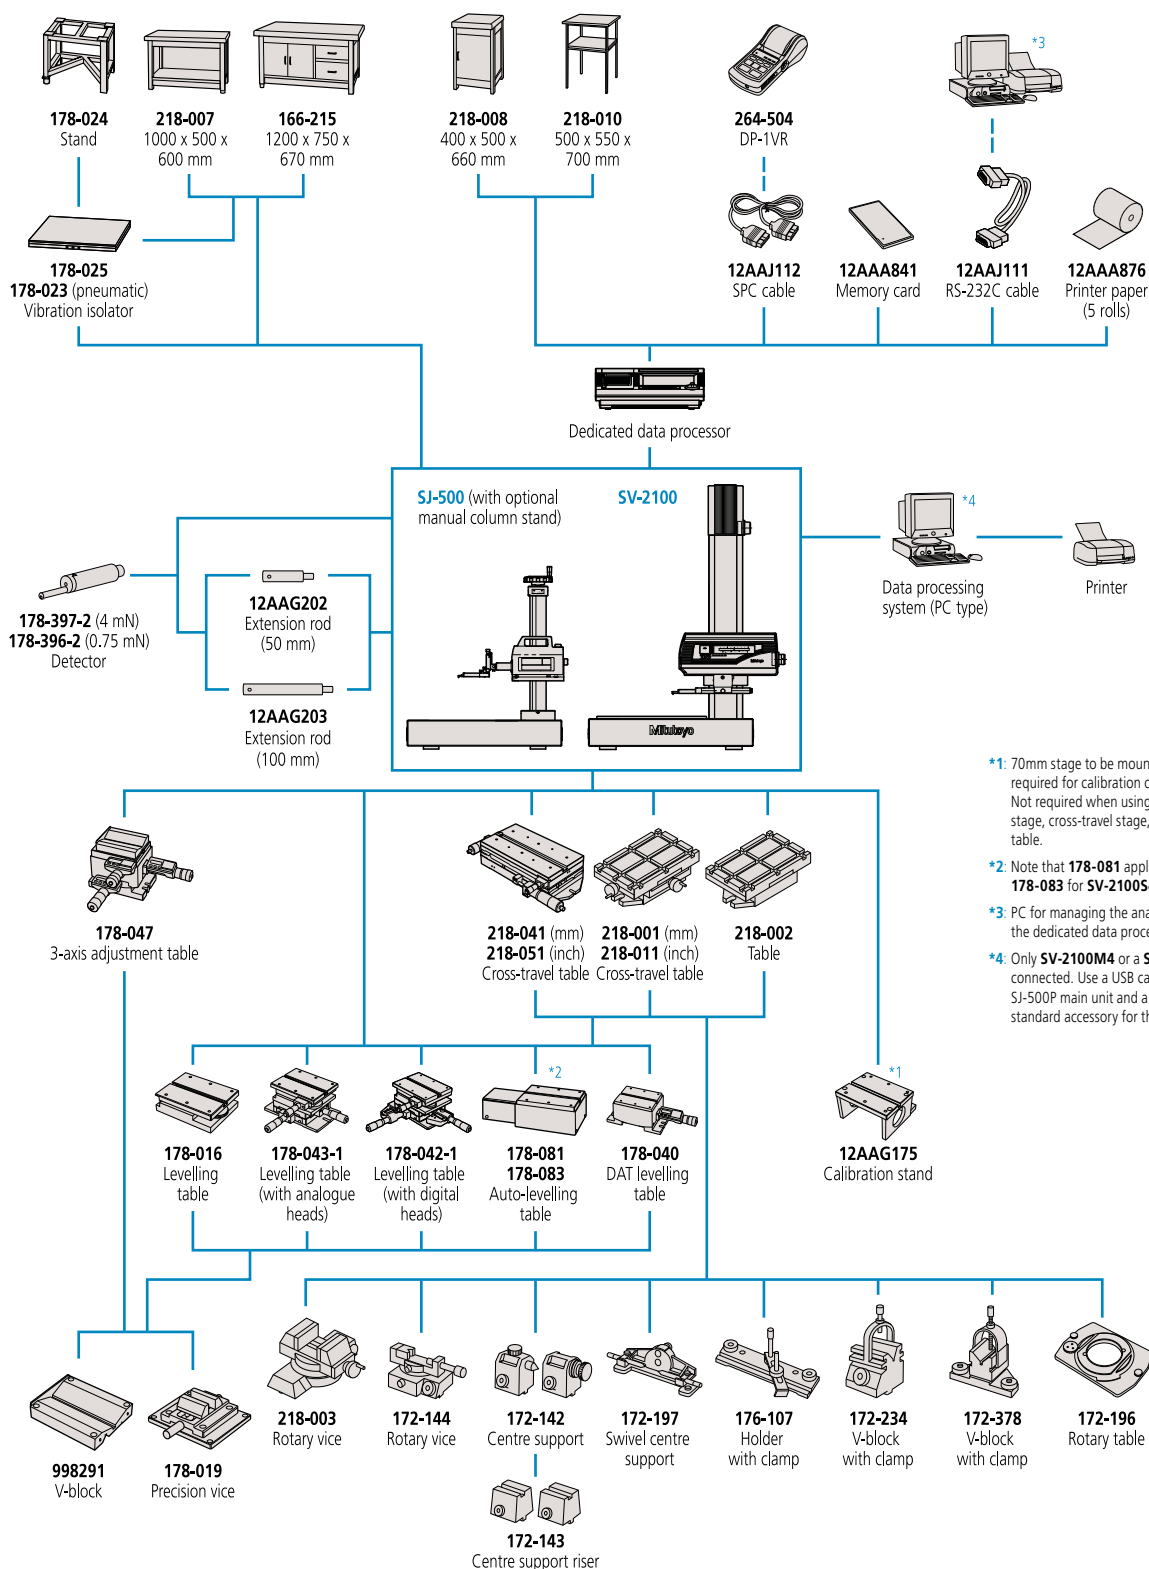 *3
178-024
Stand
218-007
1000 x 500 x
600 mm
166-215
1200 x 750 x
670 mm
218-008
400 x 500 x
660 mm
218-010
500 x 550 x
700 mm
264-504
DP-1VR
178-025
178-023 (pneumatic)
Vibration isolator
12AAJ112
SPC cable
12AAA841
Memory card
12AAJ111
RS-232C cable
12AAA876
Printer paper
(5 rolls)
Dedicated data processor
SJ-500 (with optional
manual column stand)
SV-2100
Mitutoyo
Mitutoyo
*4
Data processing
system (PC type)
Printer
178-397-2 (4 mN)
178-396-2 (0.75 mN)
Detector
12AAG202
Extension rod
(50 mm)
12AAG203
Extension rod
(100 mm)
*1: 70mm stage to be moun
required for calibration o
Not required when using
stage, cross-travel stage,
table.
*2: Note that 178-081 appl
178-083 for SV-2100S
*3: PC for managing the ana
the dedicated data proce
*4: Only SV-2100M4 or a S
connected. Use a USB ca
SJ-500P main unit and a
standard accessory for th
178-047
3-axis adjustment table
218-041 (mm)
218-051 (inch)
Cross-travel table
218-001 (mm)
218-011 (inch)
Cross-travel table
218-002
Table
*2
*1
178-016
Levelling
table
178-043-1
Levelling table
(with analogue
heads)
178-042-1
Levelling table
(with digital
heads)
178-081
178-083
Auto-levelling
table
178-040
DAT levelling
table
12AAG175
Calibration stand
998291
V-block
178-019
Precision vice
218-003
Rotary vice
172-144
Rotary vice
172-142
Centre support
172-197
Swivel centre
support
176-107
Holder
with clamp
172-234
V-block
with clamp
172-378
V-block
with clamp
172-196
Rotary table
172-143
Centre support riser